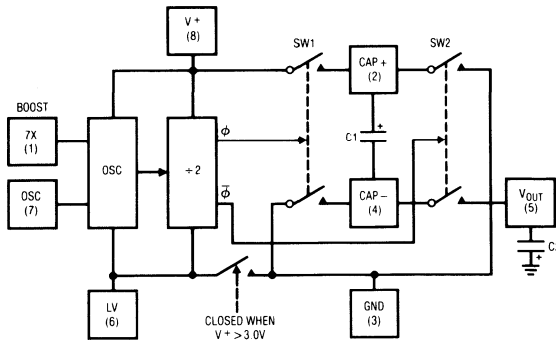 V+
(8)
SW1
CAP+
(2)
SW2
BOOST
7X
(1)
OSC
(7)
OSC
÷2
ϕ
ϕ̅
+
C1
CAP−
(4)
VOUT
(5)
+
C
LV
(6)
CLOSED WHEN
V+ >3.0V
GND
(3)